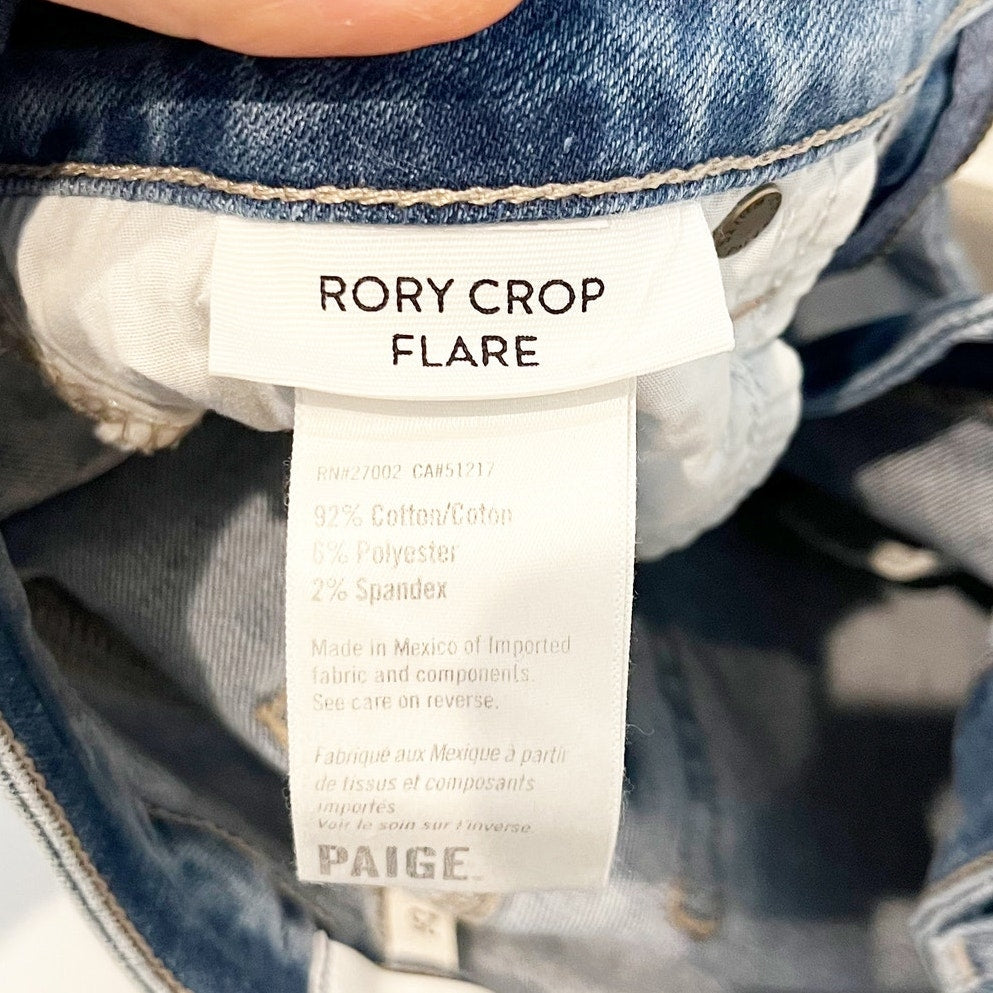 RORY CROP
FLARE
RN#27002 CA#51217
92% Cotton/Coton
6% Polyester
2% Spandex
Made in Mexico of Imported
fabric and components.
See care on reverse.
Fabriqué aux Mexique à partir
de tissus et composants
importés
Voir le soin sur l'inverse
PAIGE